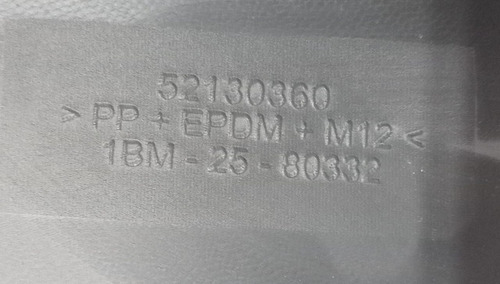 52130360
> PP + EPDM + M12 <
1BM - 25 - 80332